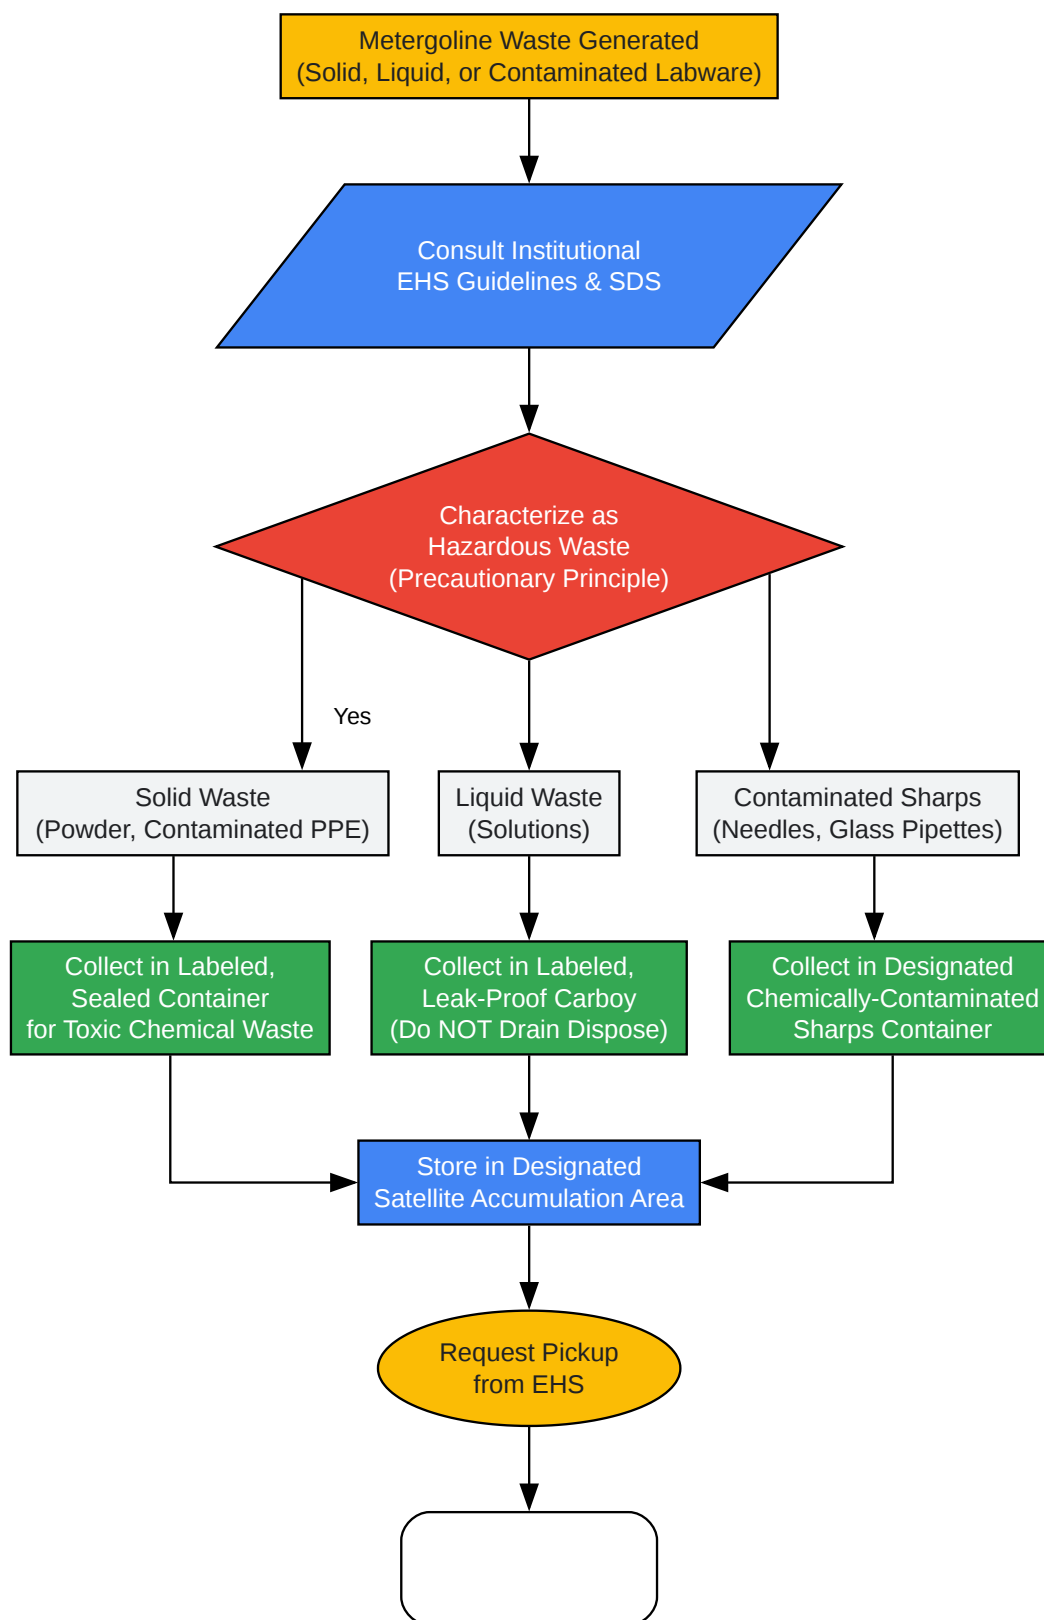 Metergoline Waste Generated
(Solid, Liquid, or Contaminated Labware)
Consult Institutional
EHS Guidelines & SDS
Characterize as
Hazardous Waste
(Precautionary Principle)
Yes
Solid Waste
(Powder, Contaminated PPE)
Liquid Waste
(Solutions)
Contaminated Sharps
(Needles, Glass Pipettes)
Collect in Labeled,
Sealed Container
for Toxic Chemical Waste
Collect in Labeled,
Leak-Proof Carboy
(Do NOT Drain Dispose)
Collect in Designated
Chemically-Contaminated
Sharps Container
Store in Designated
Satellite Accumulation Area
Request Pickup
from EHS